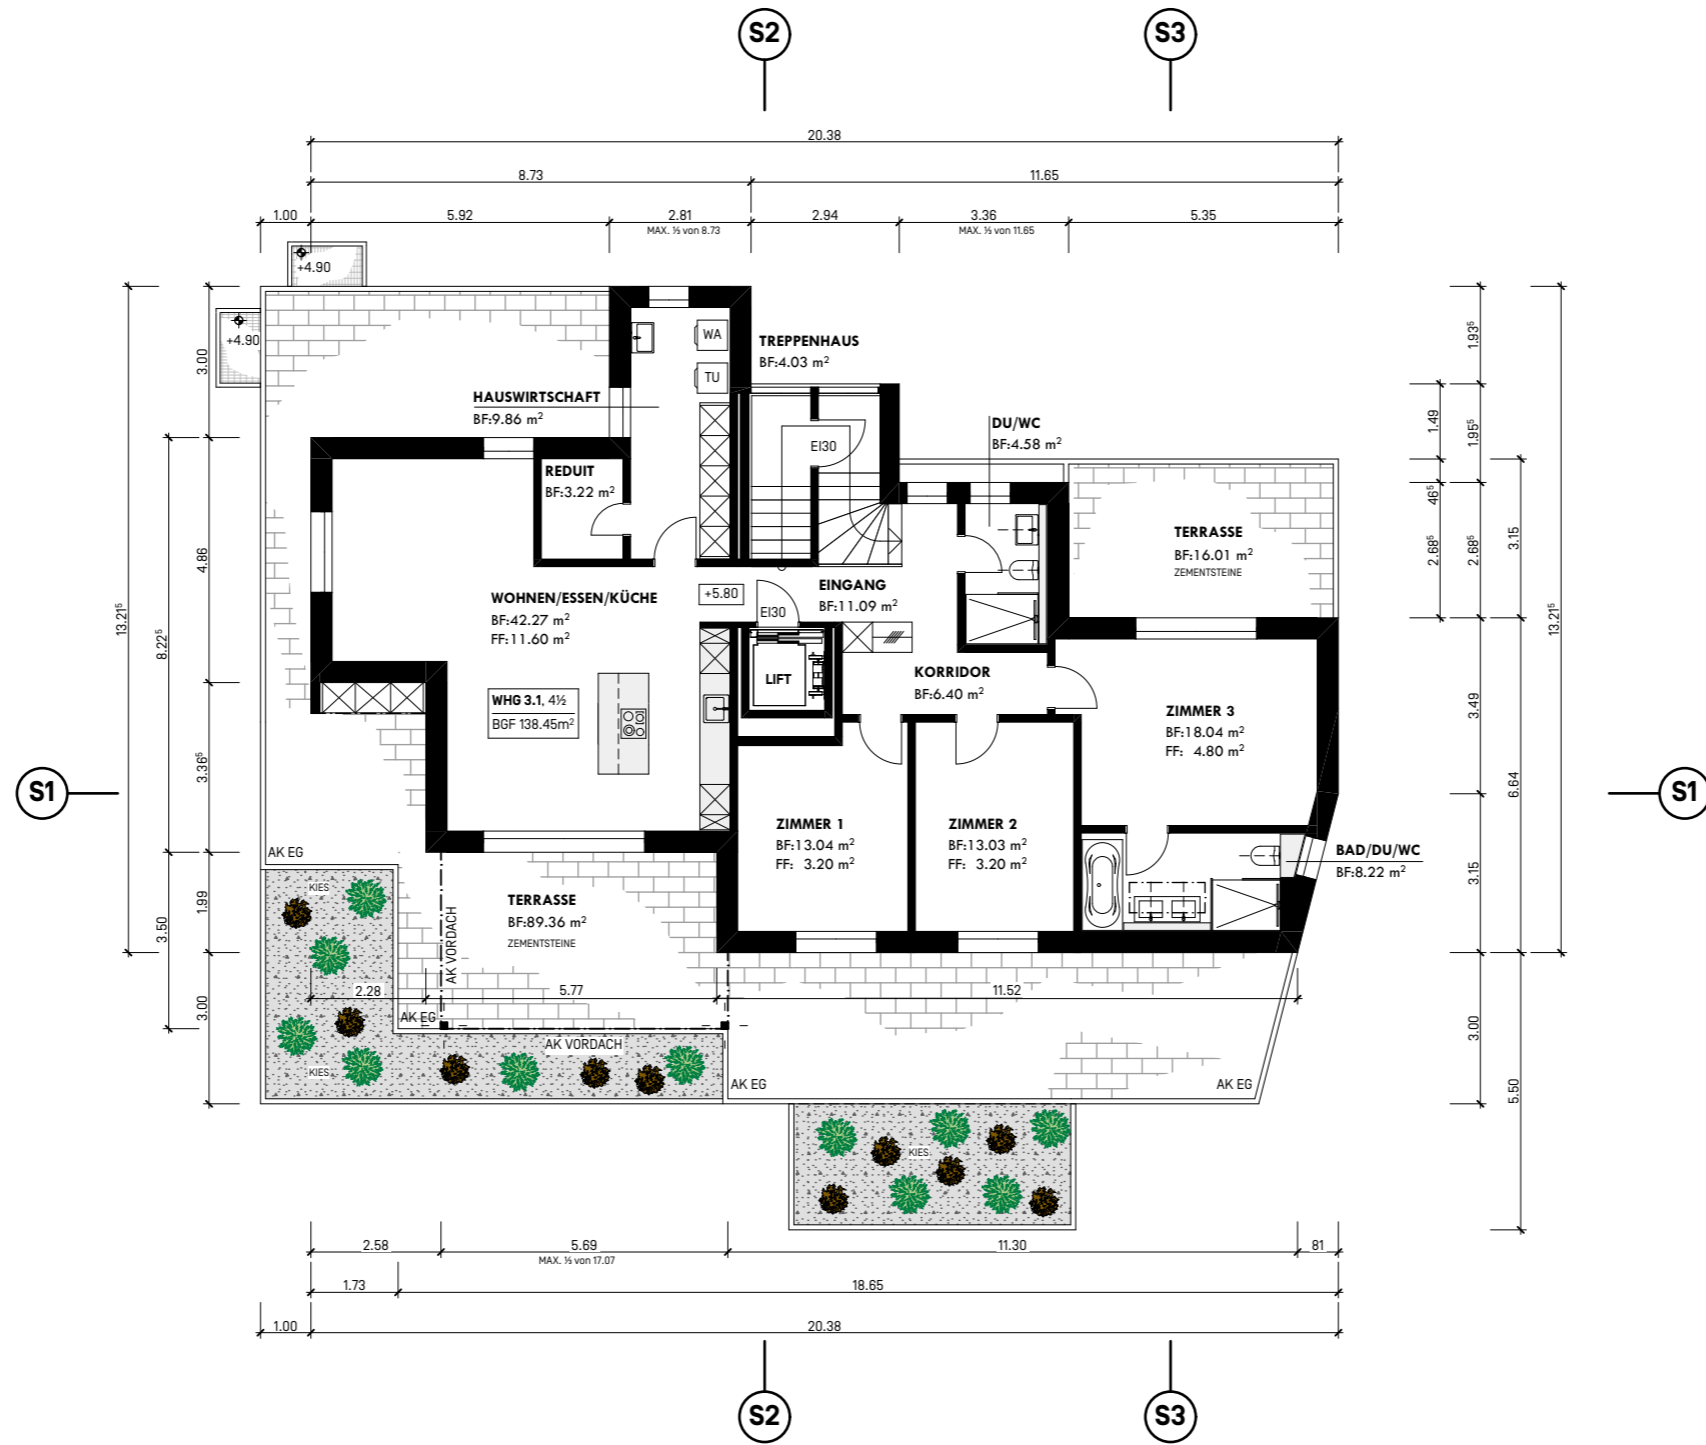 S2
S3
20.38
8.73
11.65
1.00
5.92
2.81
2.94
3.36
5.35
MAX. ⅓ von 8.73
MAX. ⅓ von 11.65
+4.90
+4.90
WA
TU
TREPPENHAUS
BF:4.03 m²
HAUSWIRTSCHAFT
BF:9.86 m²
EI30
DU/WC
BF:4.58 m²
REDUIT
BF:3.22 m²
TERRASSE
BF:16.01 m²
ZEMENTSTEINE
WOHNEN/ESSEN/KÜCHE
BF:42.27 m²
FF:11.60 m²
+5.80
EI30
EINGANG
BF:11.09 m²
LIFT
KORRIDOR
BF:6.40 m²
WHG 3.1, 4½
BGF 138.45m²
ZIMMER 3
BF:18.04 m²
FF: 4.80 m²
S1
S1
ZIMMER 1
BF:13.04 m²
FF: 3.20 m²
ZIMMER 2
BF:13.03 m²
FF: 3.20 m²
BAD/DU/WC
BF:8.22 m²
AK EG
KIES
TERRASSE
BF:89.36 m²
ZEMENTSTEINE
AK VORDACH
2.28
5.77
11.52
AK EG
AK VORDACH
KIES
AK EG
AK EG
KIES
13.21⁵
8.22⁵
3.50
3.00
4.86
3.36⁵
1.99
3.00
1.49
46⁵
2.68⁵
1.93⁵
1.95⁵
2.68⁵
3.49
3.15
3.00
3.15
6.64
5.50
13.21⁵
2.58
5.69
11.30
81
MAX. ⅓ von 17.07
1.73
18.65
1.00
20.38
S2
S3